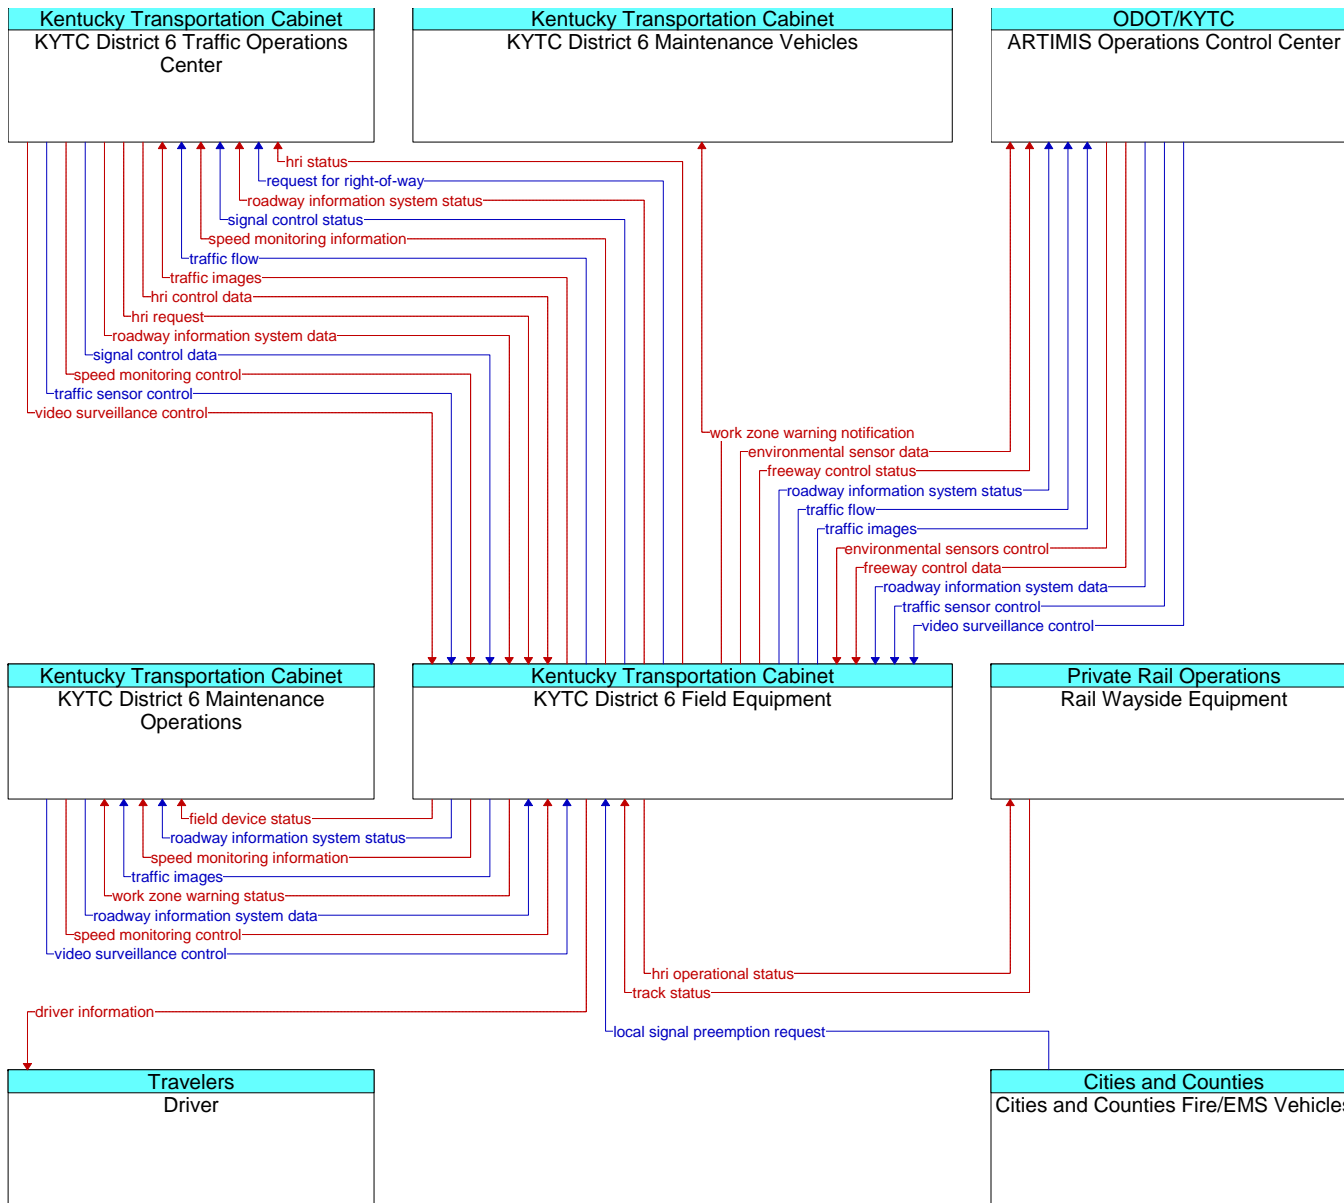 Kentucky Transportation Cabinet
KYTC District 6 Traffic Operations
Center
Kentucky Transportation Cabinet
KYTC District 6 Maintenance Vehicles
ODOT/KYTC
ARTIMIS Operations Control Center
hri status
request for right-of-way
roadway information system status
signal control status
speed monitoring information
traffic flow
traffic images
hri control data
hri request
roadway information system data
signal control data
speed monitoring control
traffic sensor control
video surveillance control
work zone warning notification
environmental sensor data
freeway control status
roadway information system status
traffic flow
traffic images
environmental sensors control
freeway control data
roadway information system data
traffic sensor control
video surveillance control
Kentucky Transportation Cabinet
KYTC District 6 Maintenance
Operations
Kentucky Transportation Cabinet
KYTC District 6 Field Equipment
Private Rail Operations
Rail Wayside Equipment
field device status
roadway information system status
speed monitoring information
traffic images
work zone warning status
roadway information system data
speed monitoring control
video surveillance control
hri operational status
track status
driver information
local signal preemption request
Travelers
Driver
Cities and Counties
Cities and Counties Fire/EMS Vehicles